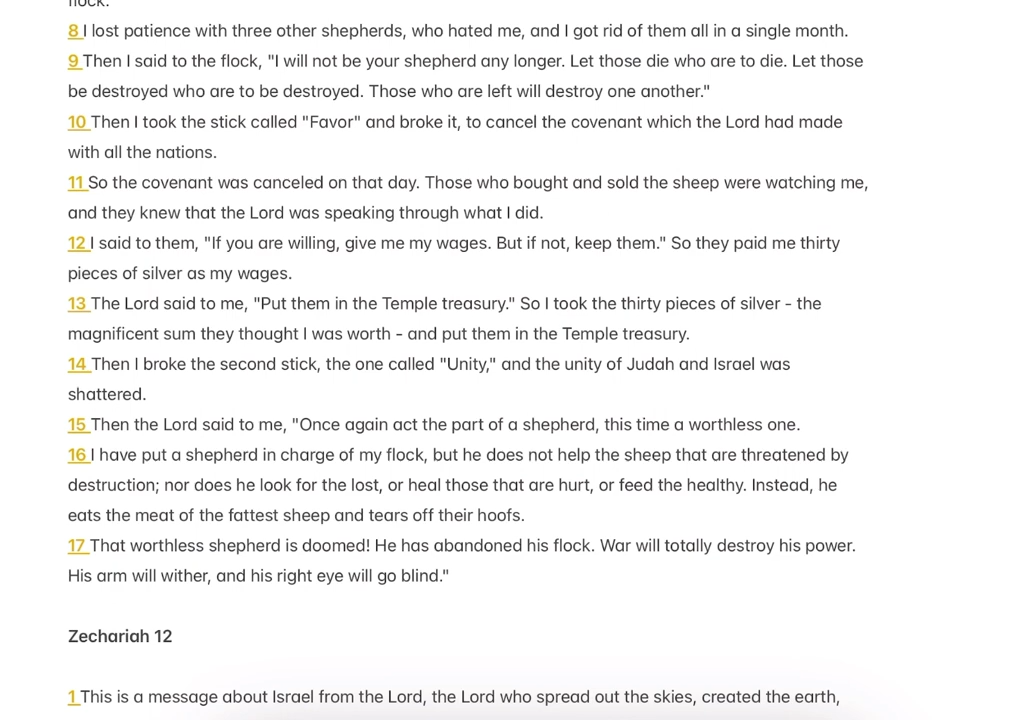 flock.
8 I lost patience with three other shepherds, who hated me, and I got rid of them all in a single month.
9 Then I said to the flock, "I will not be your shepherd any longer. Let those die who are to die. Let those
be destroyed who are to be destroyed. Those who are left will destroy one another."
10 Then I took the stick called "Favor" and broke it, to cancel the covenant which the Lord had made
with all the nations.
11 So the covenant was canceled on that day. Those who bought and sold the sheep were watching me,
and they knew that the Lord was speaking through what I did.
12 I said to them, "If you are willing, give me my wages. But if not, keep them." So they paid me thirty
pieces of silver as my wages.
13 The Lord said to me, "Put them in the Temple treasury." So I took the thirty pieces of silver - the
magnificent sum they thought I was worth - and put them in the Temple treasury.
14 Then I broke the second stick, the one called "Unity," and the unity of Judah and Israel was
shattered.
15 Then the Lord said to me, "Once again act the part of a shepherd, this time a worthless one.
16 I have put a shepherd in charge of my flock, but he does not help the sheep that are threatened by
destruction; nor does he look for the lost, or heal those that are hurt, or feed the healthy. Instead, he
eats the meat of the fattest sheep and tears off their hoofs.
17 That worthless shepherd is doomed! He has abandoned his flock. War will totally destroy his power.
His arm will wither, and his right eye will go blind."
Zechariah 12
1 This is a message about Israel from the Lord, the Lord who spread out the skies, created the earth,